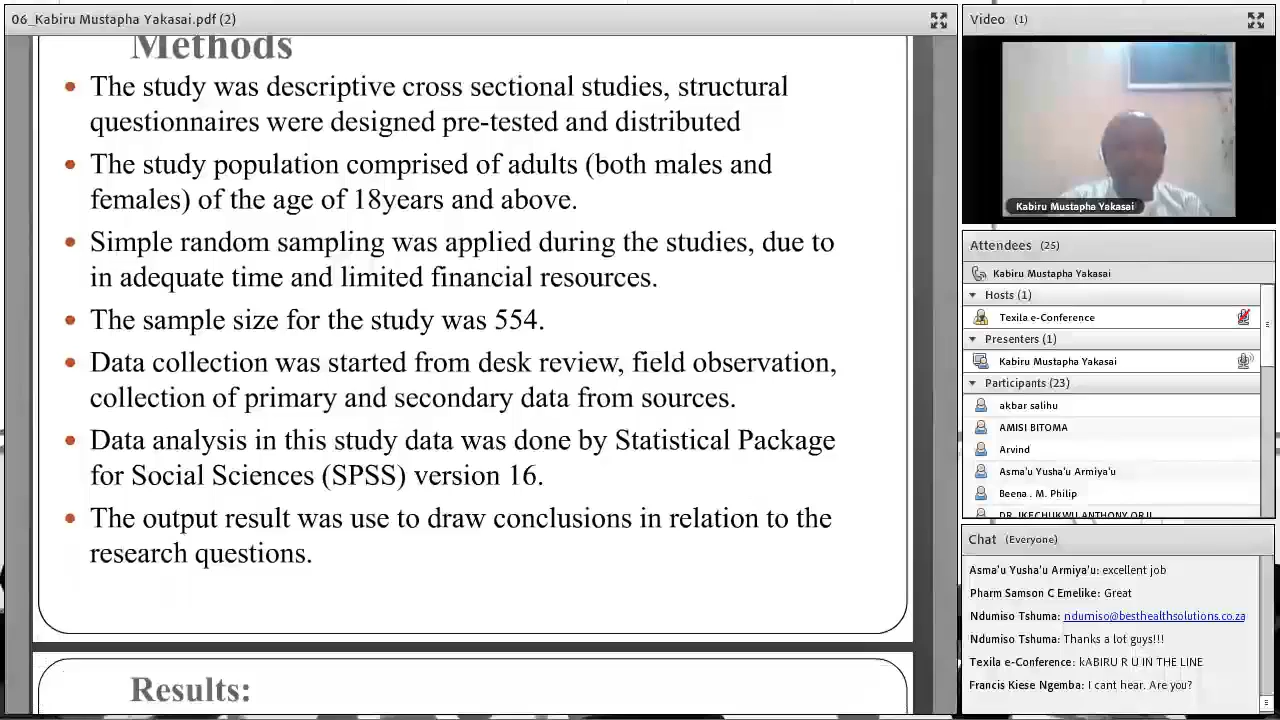 06_Kabiru Mustapha Yakasai.pdf (2)
Methods
The study was descriptive cross sectional studies, structural
questionnaires were designed pre-tested and distributed
The study population comprised of adults (both males and
females) of the age of 18years and above.
Simple random sampling was applied during the studies, due to
in adequate time and limited financial resources.
The sample size for the study was 554.
Data collection was started from desk review, field observation,
collection of primary and secondary data from sources.
Data analysis in this study data was done by Statistical Package
for Social Sciences (SPSS) version 16.
The output result was use to draw conclusions in relation to the
research questions.
Results:
Video (1)
Kabiru Mustapha Yakasai
Attendees (25)
Kabiru Mustapha Yakasai
Hosts (1)
Texila e-Conference
Presenters (1)
Kabiru Mustapha Yakasai
Participants (23)
akbar salihu
AMISI BITOMA
Arvind
Asma'u Yusha'u Armiya'u
Beena . M. Philip
DR. IKECHUKWU ANTHONY ORJI
Chat (Everyone)
Asma'u Yusha'u Armiya'u: excellent job
Pharm Samson C Emelike: Great
Ndumiso Tshuma: ndumiso@besthealthsolutions.co.za
Ndumiso Tshuma: Thanks a lot guys!!!
Texila e-Conference: kABIRU R U IN THE LINE
Francis Kiese Ngemba: I cant hear. Are you?